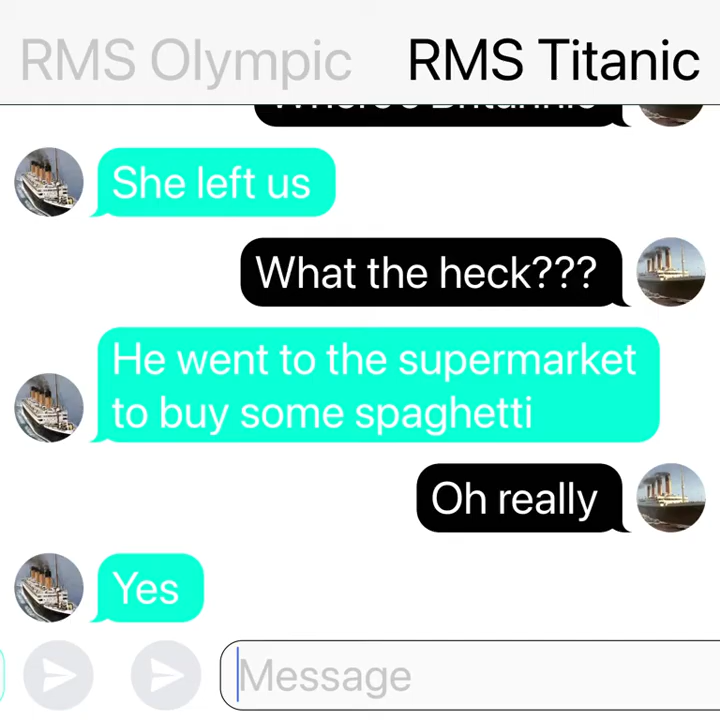 RMS Olympic RMS Titanic
She left us
What the heck???
He went to the supermarket
to buy some spaghetti
Oh really
Yes
Message